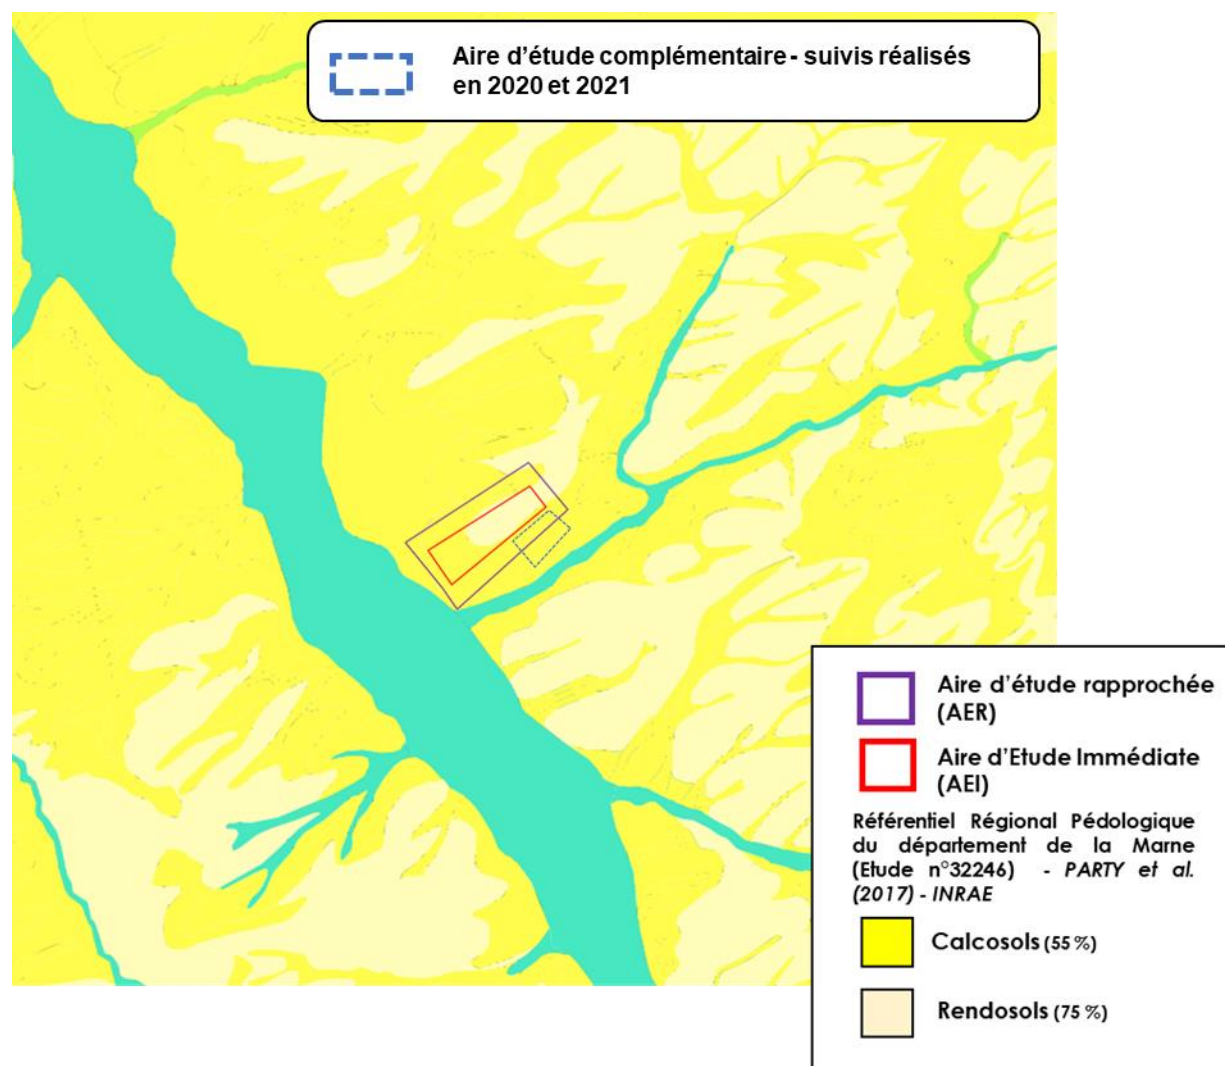 Aire d’étude complémentaire - suivis réalisés
en 2020 et 2021
Aire d’étude rapprochée
(AER)
Aire d’Etude Immédiate
(AEI)
Référentiel Régional Pédologique
du département de la Marne
(Etude n°32246) - PARTY et al.
(2017) - INRAE
Calcosols (55 %)
Rendosols (75 %)